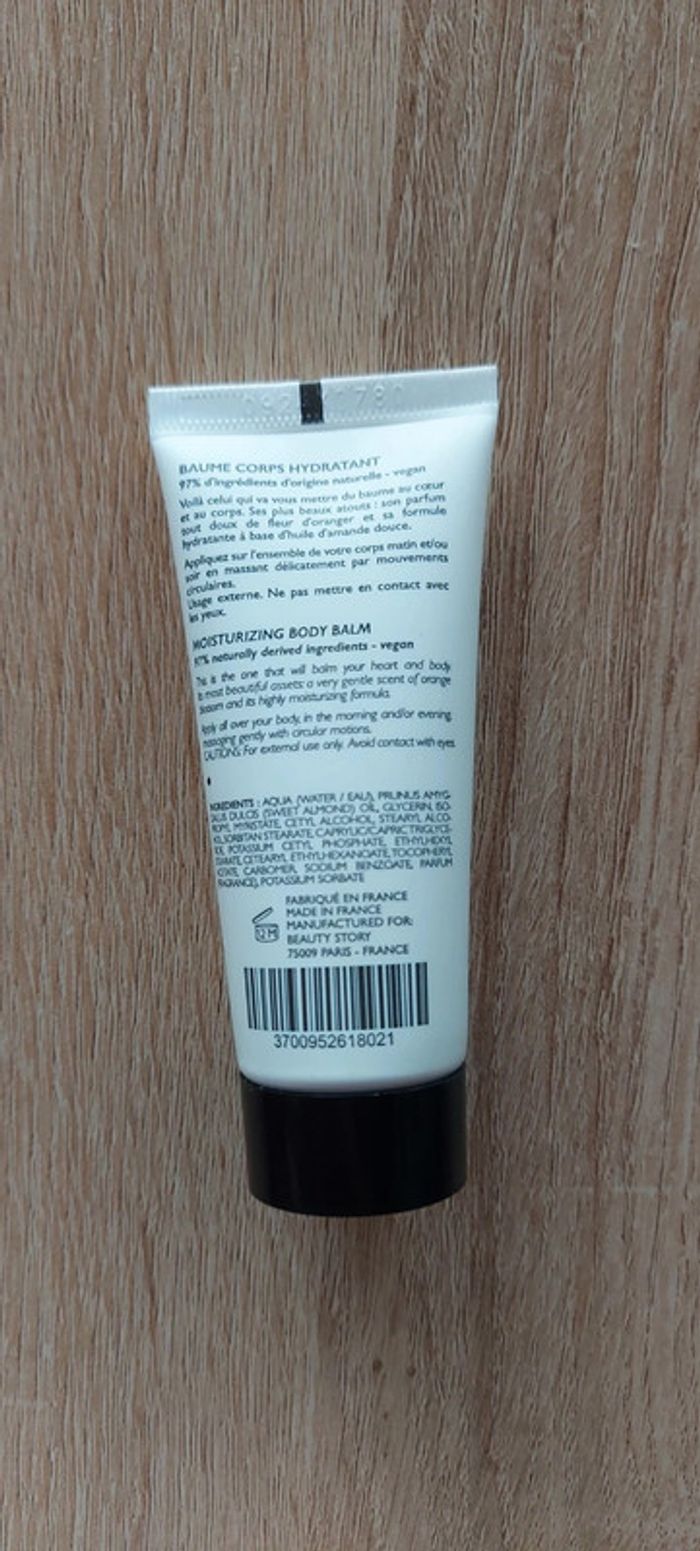 BAUME CORPS HYDRATANT
97% d'ingrédients d'origine naturelle - vegan
Voilà celui qui va vous mettre du baume au cœur
et au corps. Ses plus beaux atouts : son parfum
tout doux de fleur d'oranger et sa formule
hydratante à base d'huile d'amande douce.
Appliquez sur l'ensemble de votre corps matin et/ou
soir en massant délicatement par mouvements
circulaires.
Usage externe. Ne pas mettre en contact avec
les yeux.
MOISTURIZING BODY BALM
97% naturally derived ingredients - vegan
This is the one that will balm your heart and body.
Its most beautiful assets: a very gentle scent of orange
blossom and its highly moisturizing formula.
Apply all over your body, in the morning and/or evening,
massaging gently with circular motions.
CAUTIONS: For external use only. Avoid contact with eyes.
INGREDIENTS : AQUA (WATER / EAU), PRUNUS AMYG-
DALUS DULCIS (SWEET ALMOND) OIL, GLYCERIN, ISO-
PROPYL MYRISTATE, CETYL ALCOHOL, STEARYL ALCO-
HOL, SORBITAN STEARATE, CAPRYLIC/CAPRIC TRIGLYCE-
RIDE, POTASSIUM CETYL PHOSPHATE, ETHYLHEXYL
STEARATE, CETEARYL ETHYLHEXANOATE, TOCOPHERYL
ACETATE, CARBOMER, SODIUM BENZOATE, PARFUM
(FRAGRANCE), POTASSIUM SORBATE
FABRIQUÉ EN FRANCE
MADE IN FRANCE
MANUFACTURED FOR:
BEAUTY STORY
75009 PARIS - FRANCE
12 M
3700952618021